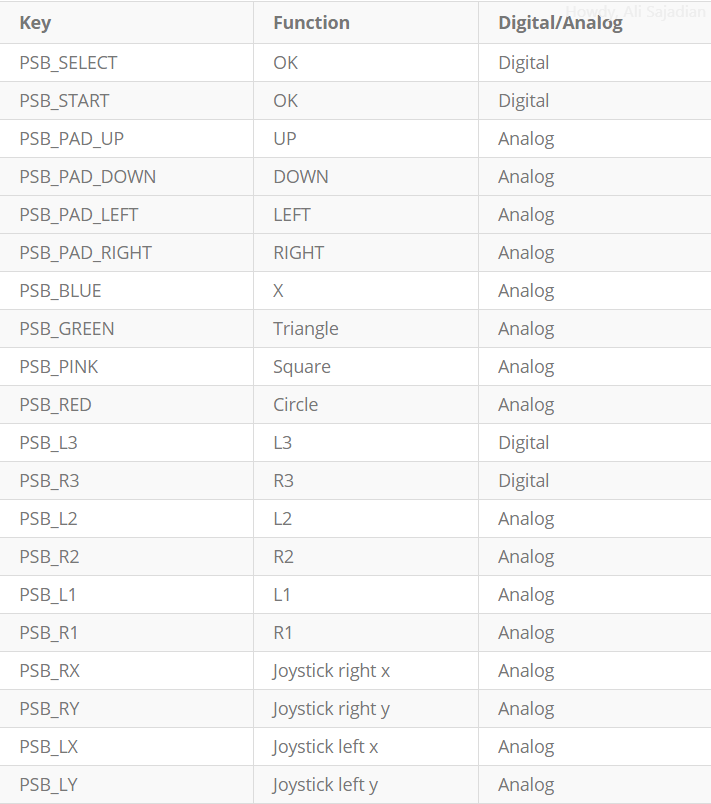 Howdy, Ali Sajadian
Key Function Digital/Analog
PSB_SELECT OK Digital
PSB_START OK Digital
PSB_PAD_UP UP Analog
PSB_PAD_DOWN DOWN Analog
PSB_PAD_LEFT LEFT Analog
PSB_PAD_RIGHT RIGHT Analog
PSB_BLUE X Analog
PSB_GREEN Triangle Analog
PSB_PINK Square Analog
PSB_RED Circle Analog
PSB_L3 L3 Digital
PSB_R3 R3 Digital
PSB_L2 L2 Analog
PSB_R2 R2 Analog
PSB_L1 L1 Analog
PSB_R1 R1 Analog
PSB_RX Joystick right x Analog
PSB_RY Joystick right y Analog
PSB_LX Joystick left x Analog
PSB_LY Joystick left y Analog